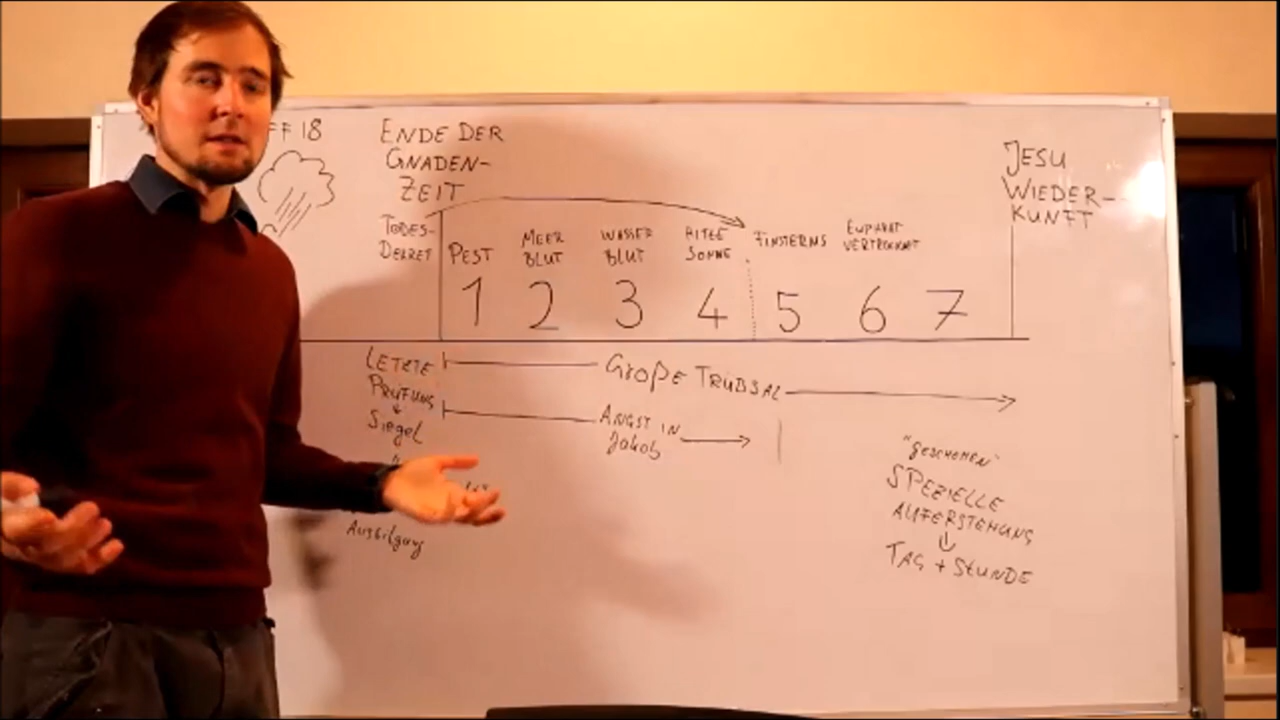 FF 18
ENDE DER
GNADEN-
ZEIT
JESU
WIEDER-
KUNFT
TODES-
DEKRET
PEST
MEER
BLUT
WASSER
BLUT
HITZE
SONNE
FINSTERNIS
EUPHRAT
VERTROCKNET
1 2 3 4 5 6 7
LETZTE
PRÜFUNG
Siegel
Austilgung
GROßE TRÜBSAL
ANGST IN
Jakob
"GESCHEHEN"
SPEZIELLE
AUFERSTEHUNG
TAG + STUNDE